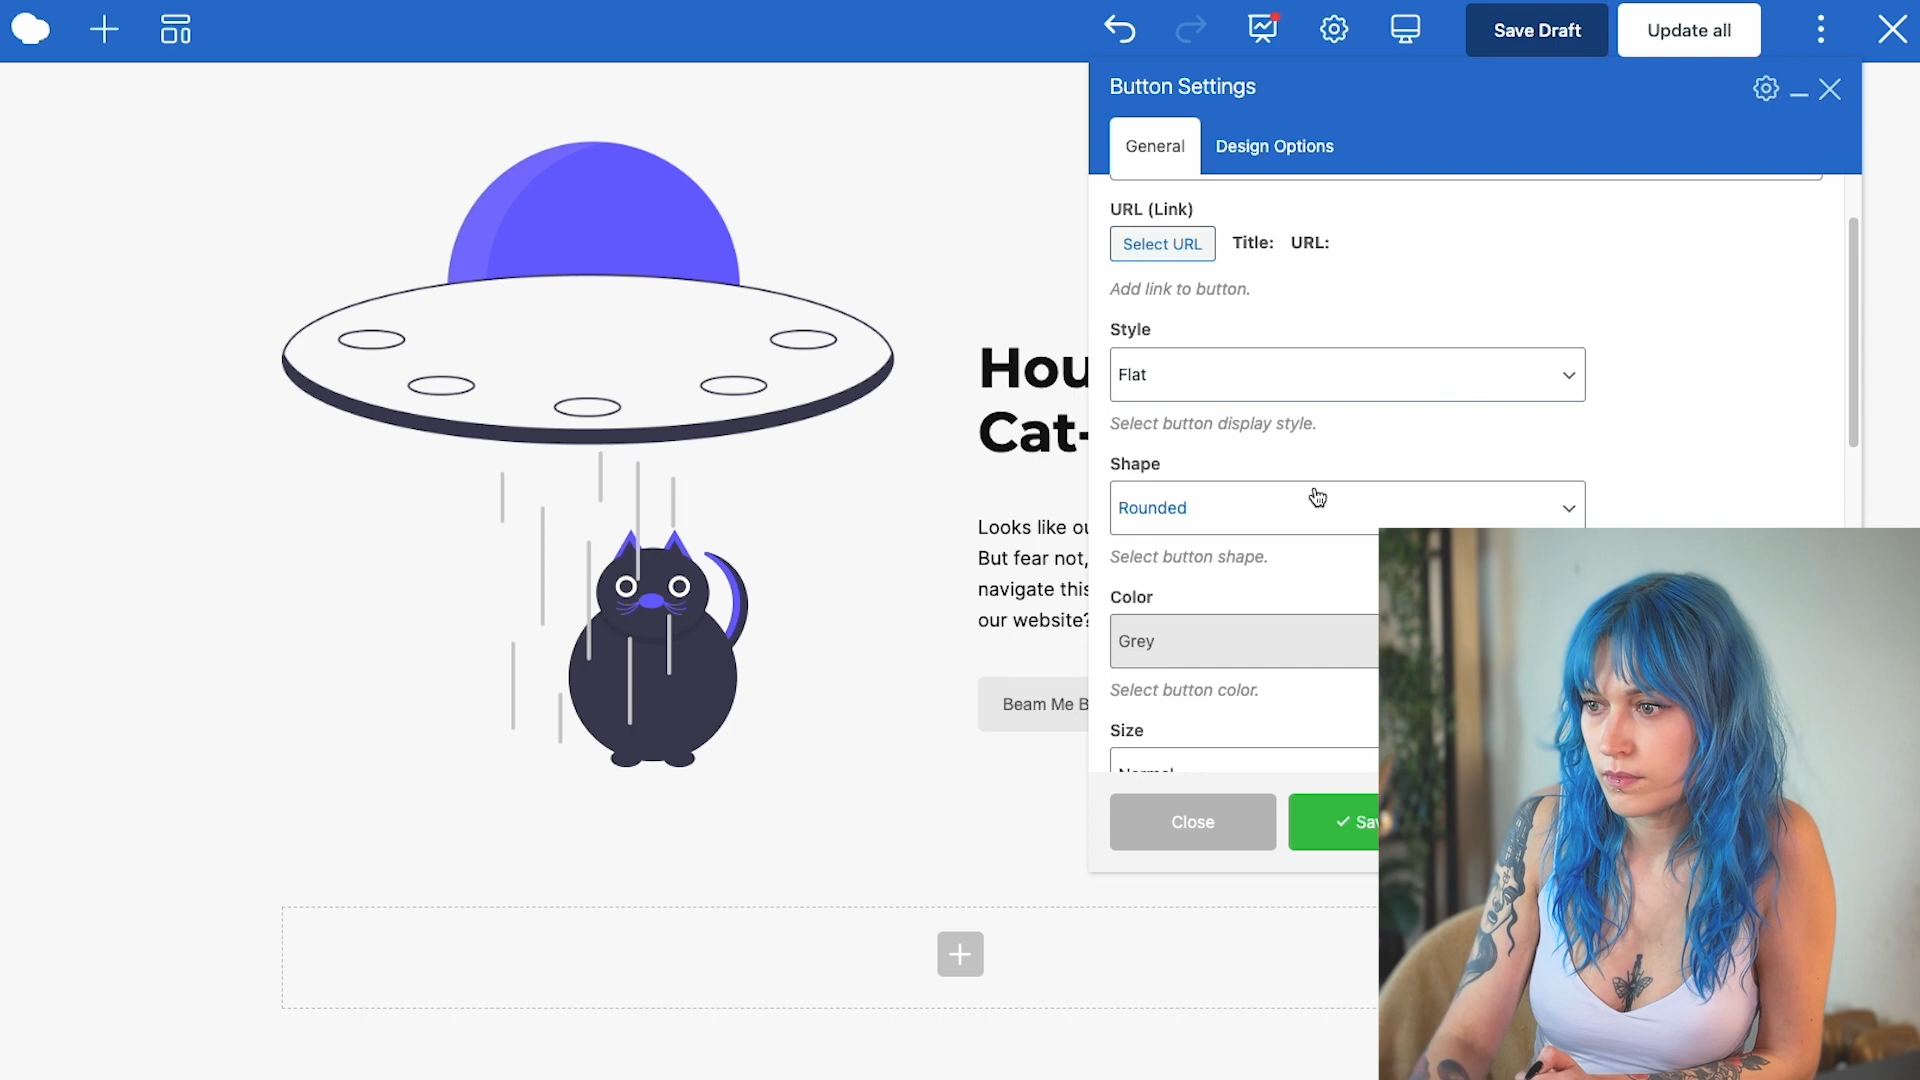 Save Draft
Update all
Button Settings
General
Design Options
URL (Link)
Select URL
Title:
URL:
Add link to button.
Style
Flat
Select button display style.
Shape
Rounded
Select button shape.
Color
Grey
Select button color.
Size
Normal
Close
Sav
Hou
Cat-
Looks like ou
But fear not,
navigate this
our website?
Beam Me B